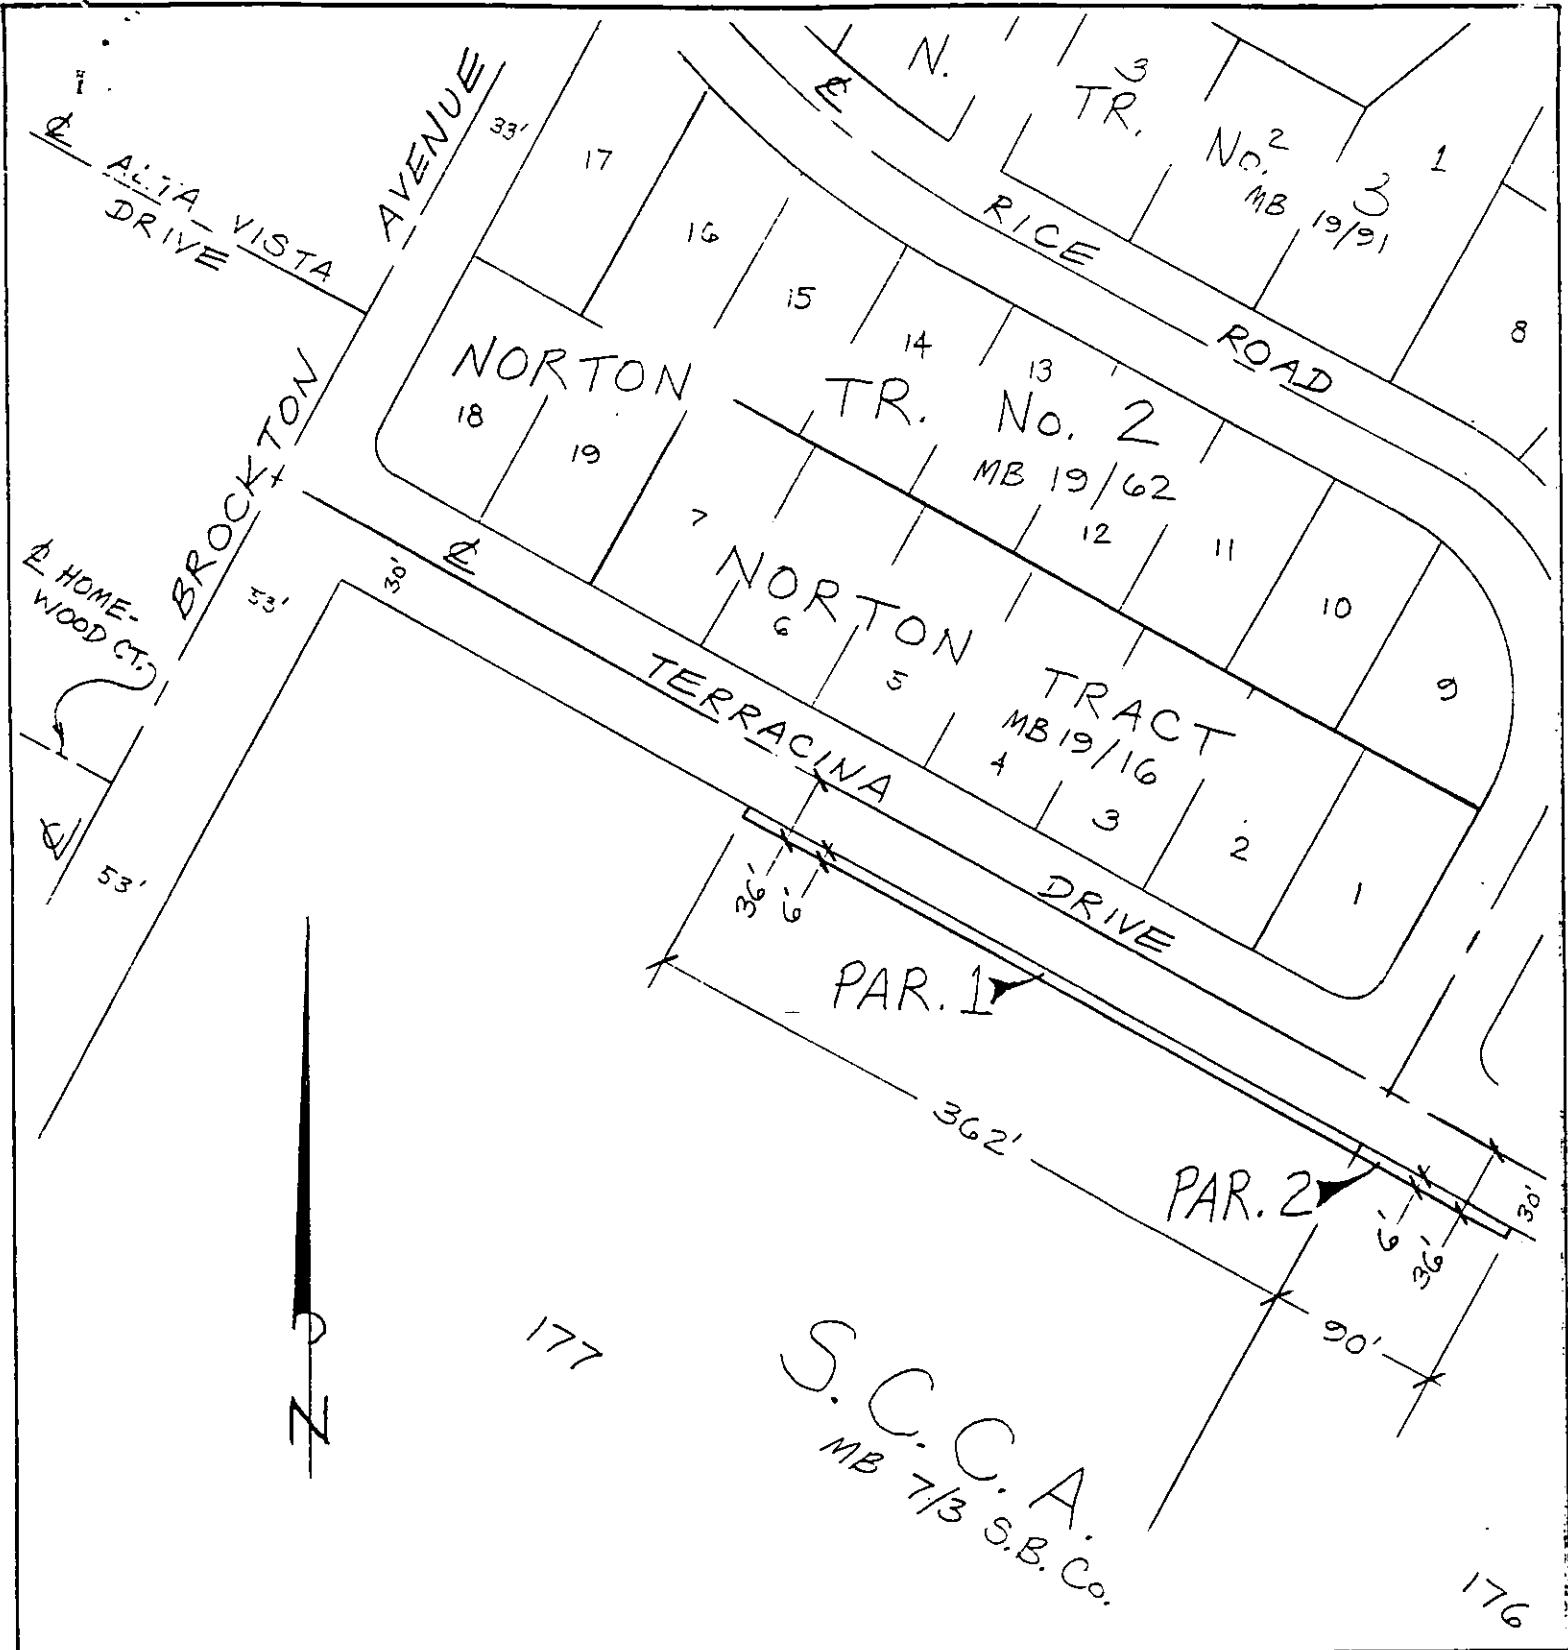 ℄ ALTA VISTA
DRIVE
BROCKTON AVENUE
33'
17
16
15
14
13
NORTON TR. No. 2
MB 19/62
18
19
12
11
10
9
℄
N. TR. No. 3
MB 19/91
3
2
1
8
RICE ROAD
℄ HOME-
WOOD CT.
53'
30'
℄
7
6
5
4
3
2
1
NORTON TRACT
MB 19/16
TERRACINA DRIVE
℄
53'
36'
6'
PAR. 1
362'
PAR. 2
6'
36'
30'
90'
N
177
S.C.C.A.
MB 7/3 S.B. Co.
176